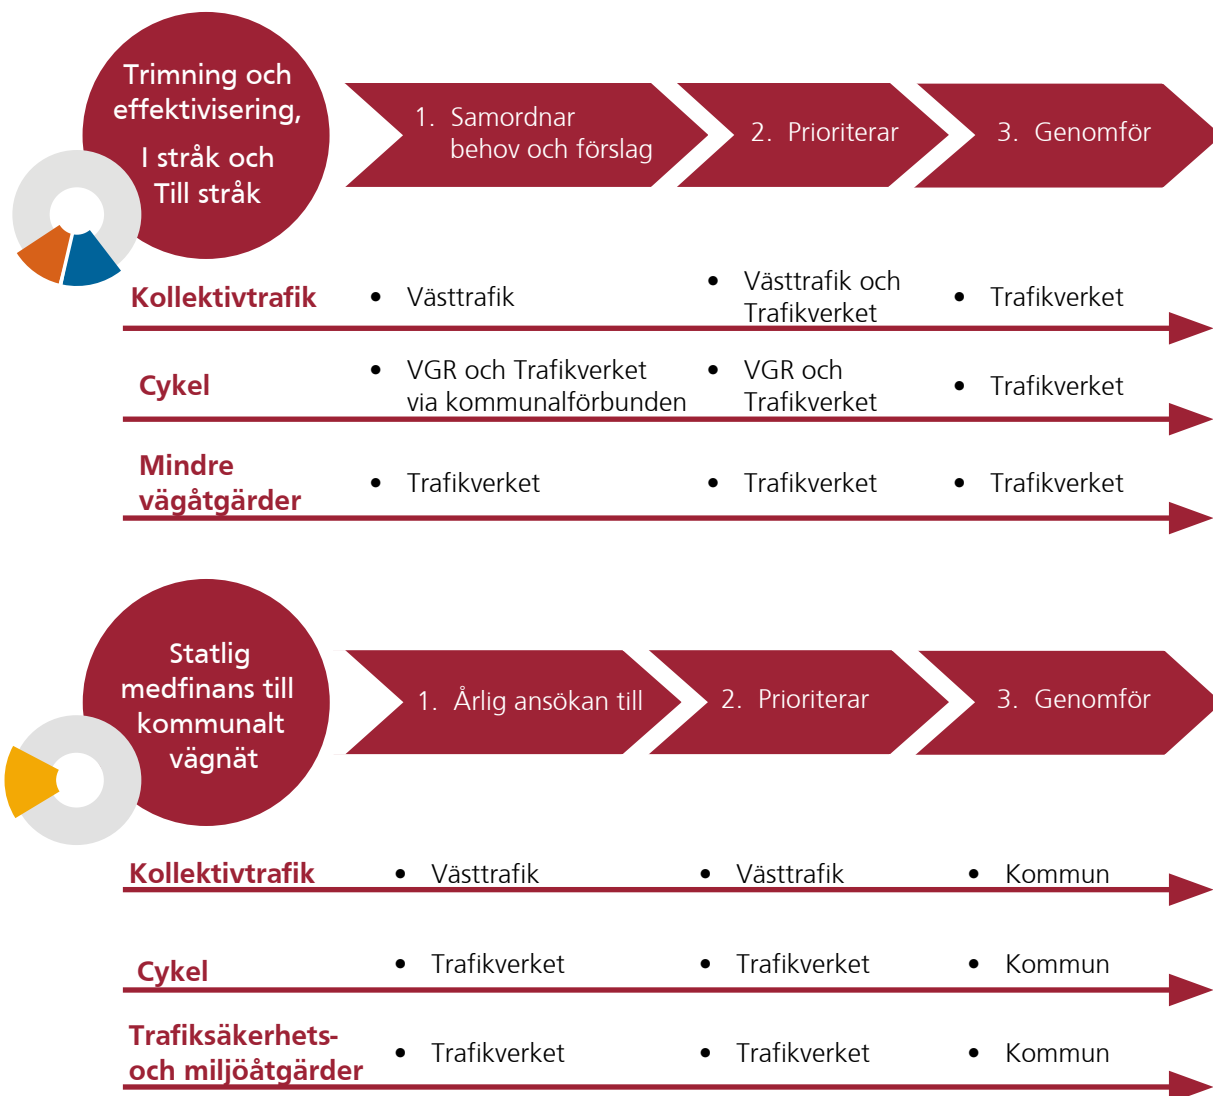 Trimning och
effektivisering,
I stråk och
Till stråk
1. Samordnar
behov och förslag
2. Prioriterar
3. Genomför
Kollektivtrafik
• Västtrafik
• Västtrafik och
Trafikverket
• Trafikverket
Cykel
• VGR och Trafikverket
via kommunalförbunden
• VGR och
Trafikverket
• Trafikverket
Mindre
vägåtgärder
• Trafikverket
• Trafikverket
• Trafikverket
Statlig
medfinans till
kommunalt
vägnät
1. Årlig ansökan till
2. Prioriterar
3. Genomför
Kollektivtrafik
• Västtrafik
• Västtrafik
• Kommun
Cykel
• Trafikverket
• Trafikverket
• Kommun
Trafiksäkerhets-
och miljöåtgärder
• Trafikverket
• Trafikverket
• Kommun